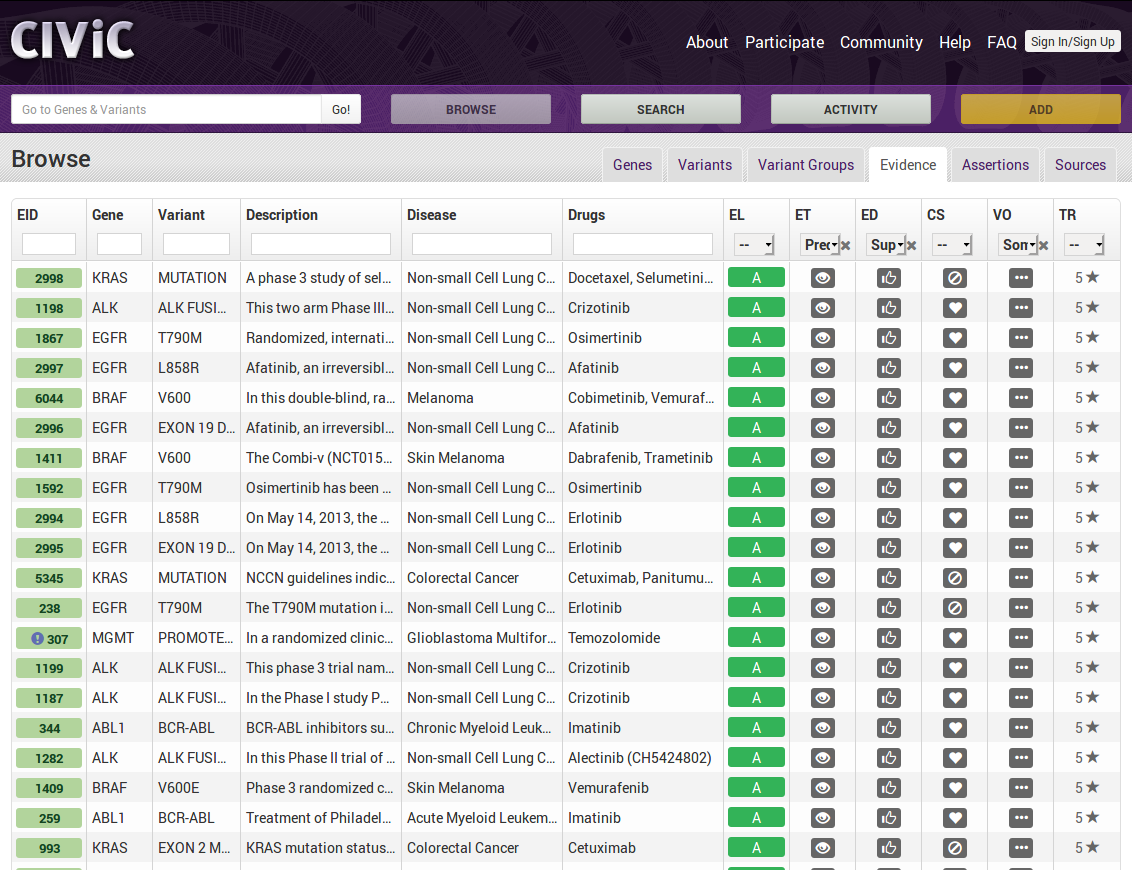 CIViC
About Participate Community Help FAQ Sign In/Sign Up
Go to Genes & Variants Go! BROWSE SEARCH ACTIVITY ADD
Browse Genes Variants Variant Groups Evidence Assertions Sources
EID Gene Variant Description Disease Drugs EL ET ED CS VO TR
-- Pred Sup -- Som --
2998 KRAS MUTATION A phase 3 study of sel... Non-small Cell Lung C... Docetaxel, Selumetini... A 5
1198 ALK ALK FUSI... This two arm Phase III... Non-small Cell Lung C... Crizotinib A 5
1867 EGFR T790M Randomized, internati... Non-small Cell Lung C... Osimertinib A 5
2997 EGFR L858R Afatinib, an irreversibl... Non-small Cell Lung C... Afatinib A 5
6044 BRAF V600 In this double-blind, ra... Melanoma Cobimetinib, Vemuraf... A 5
2996 EGFR EXON 19 D... Afatinib, an irreversibl... Non-small Cell Lung C... Afatinib A 5
1411 BRAF V600 The Combi-v (NCT015... Skin Melanoma Dabrafenib, Trametinib A 5
1592 EGFR T790M Osimertinib has been ... Non-small Cell Lung C... Osimertinib A 5
2994 EGFR L858R On May 14, 2013, the ... Non-small Cell Lung C... Erlotinib A 5
2995 EGFR EXON 19 D... On May 14, 2013, the ... Non-small Cell Lung C... Erlotinib A 5
5345 KRAS MUTATION NCCN guidelines indic... Colorectal Cancer Cetuximab, Panitumu... A 5
238 EGFR T790M The T790M mutation i... Non-small Cell Lung C... Erlotinib A 5
307 MGMT PROMOTE... In a randomized clinic... Glioblastoma Multifor... Temozolomide A 5
1199 ALK ALK FUSI... This phase 3 trial nam... Non-small Cell Lung C... Crizotinib A 5
1187 ALK ALK FUSI... In the Phase I study P... Non-small Cell Lung C... Crizotinib A 5
344 ABL1 BCR-ABL BCR-ABL inhibitors su... Chronic Myeloid Leuk... Imatinib A 5
1282 ALK ALK FUSI... In this Phase II trial of ... Non-small Cell Lung C... Alectinib (CH5424802) A 5
1409 BRAF V600E Phase 3 randomized c... Skin Melanoma Vemurafenib A 5
259 ABL1 BCR-ABL Treatment of Philadel... Acute Myeloid Leukem... Imatinib A 5
993 KRAS EXON 2 M... KRAS mutation status... Colorectal Cancer Cetuximab A 5